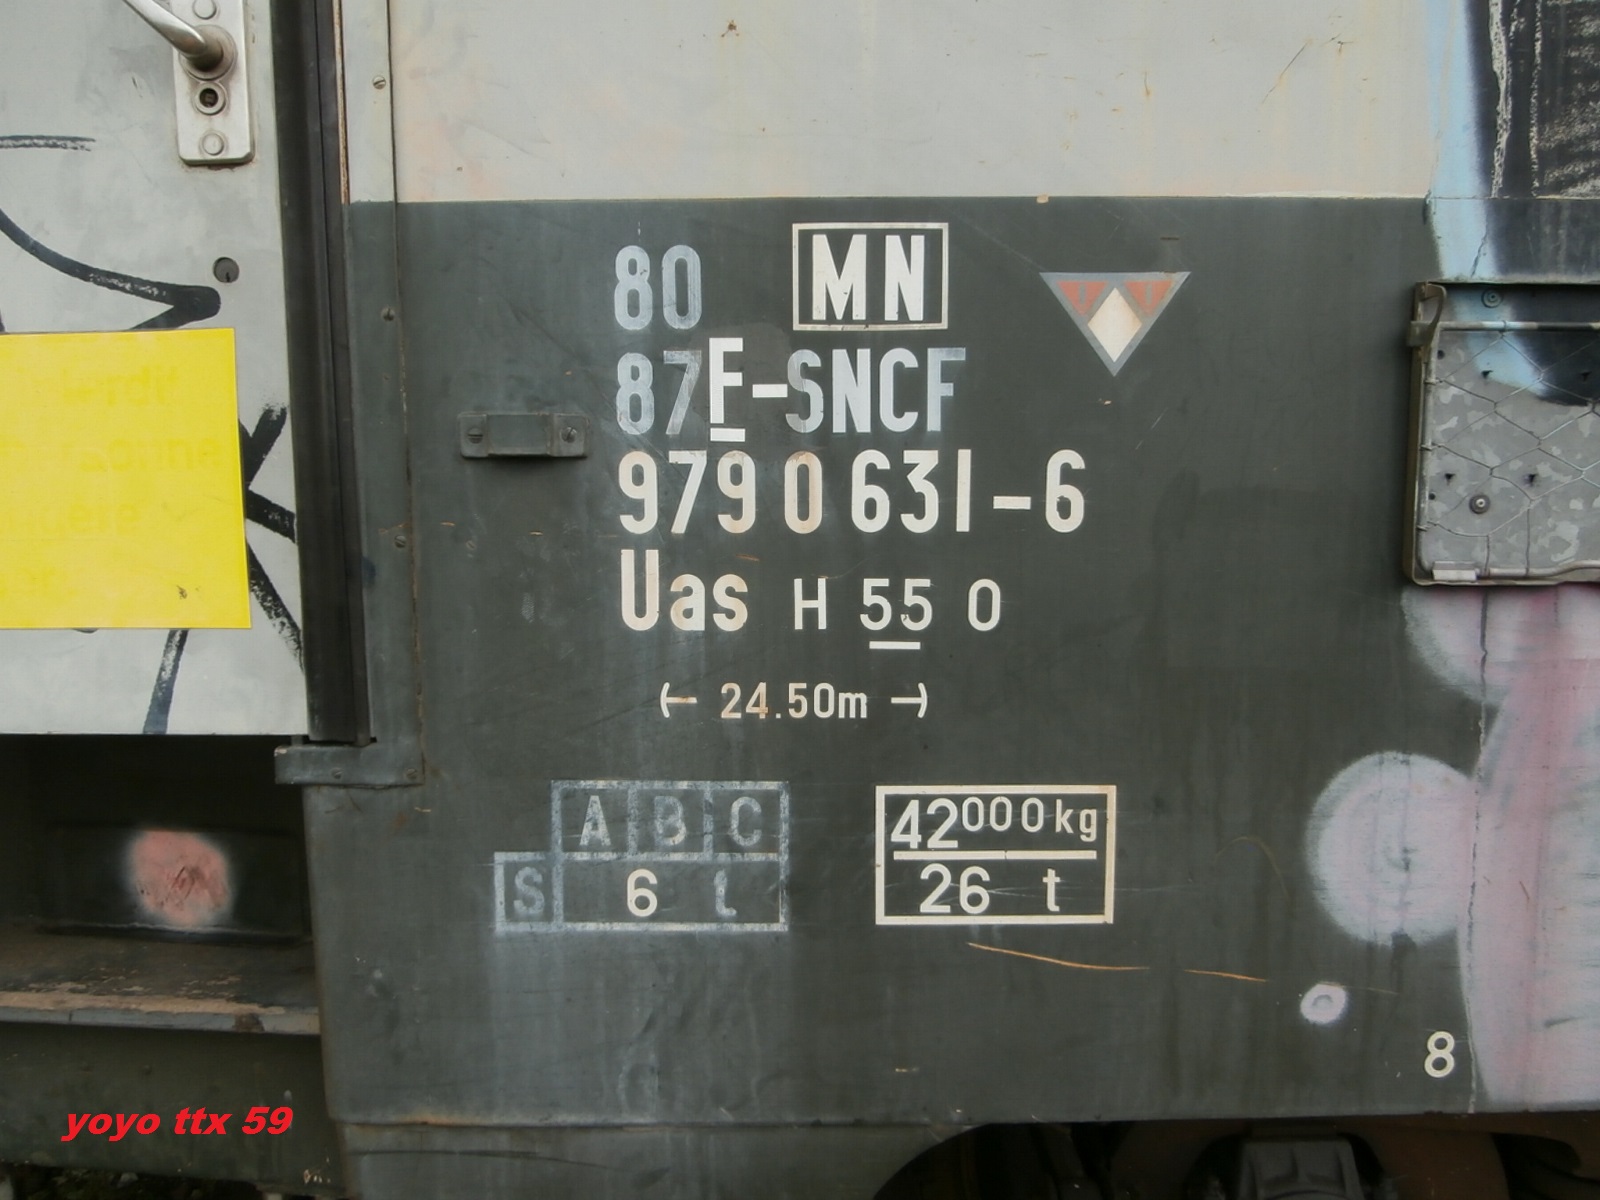 80 MN
87 F-SNCF
979 0 631-6
Uas H 55 0
24.50m
A B C
S 6 t
42000kg
26 t
8
yoyo ttx 59